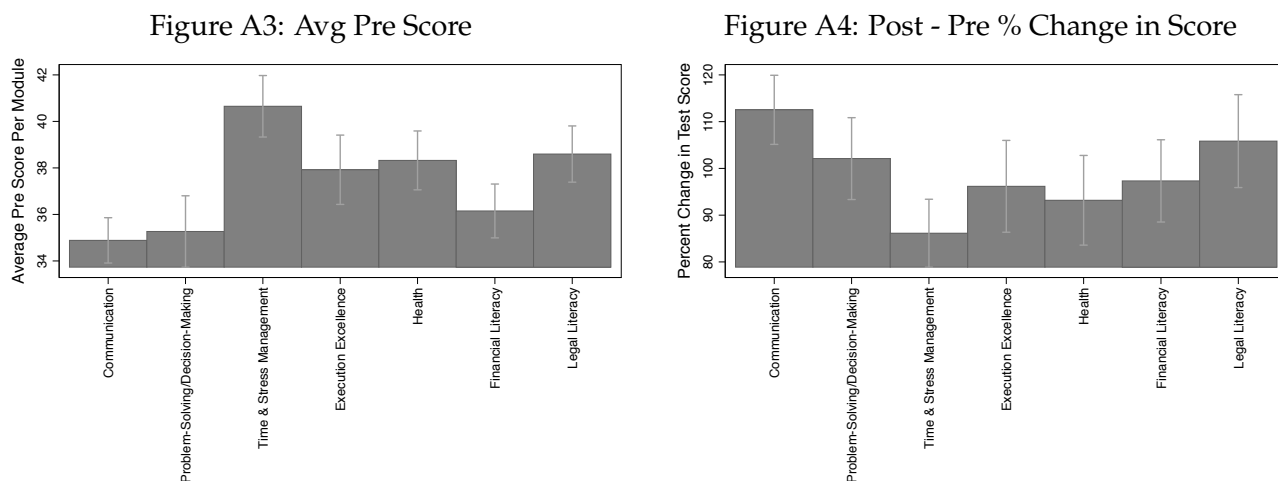 Figure A3: Avg Pre Score
Average Pre Score Per Module
42
40
38
36
34
Communication
Problem-Solving/Decision-Making
Time & Stress Management
Execution Excellence
Health
Financial Literacy
Legal Literacy
Figure A4: Post - Pre % Change in Score
Percent Change in Test Score
120
110
100
90
80
Communication
Problem-Solving/Decision-Making
Time & Stress Management
Execution Excellence
Health
Financial Literacy
Legal Literacy